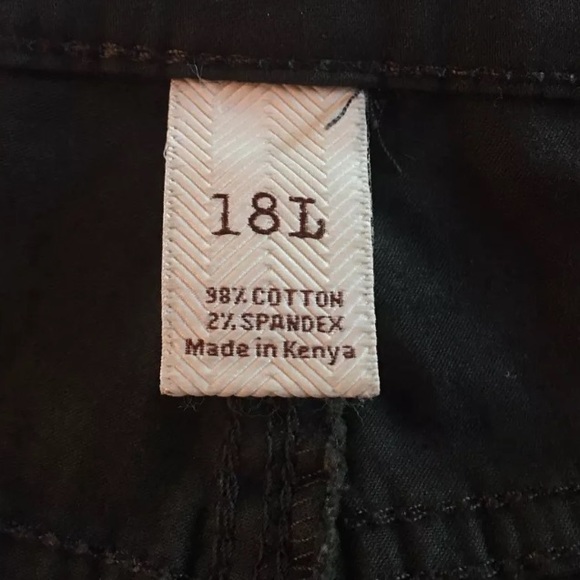 18L
98% COTTON
2% SPANDEX
Made in Kenya